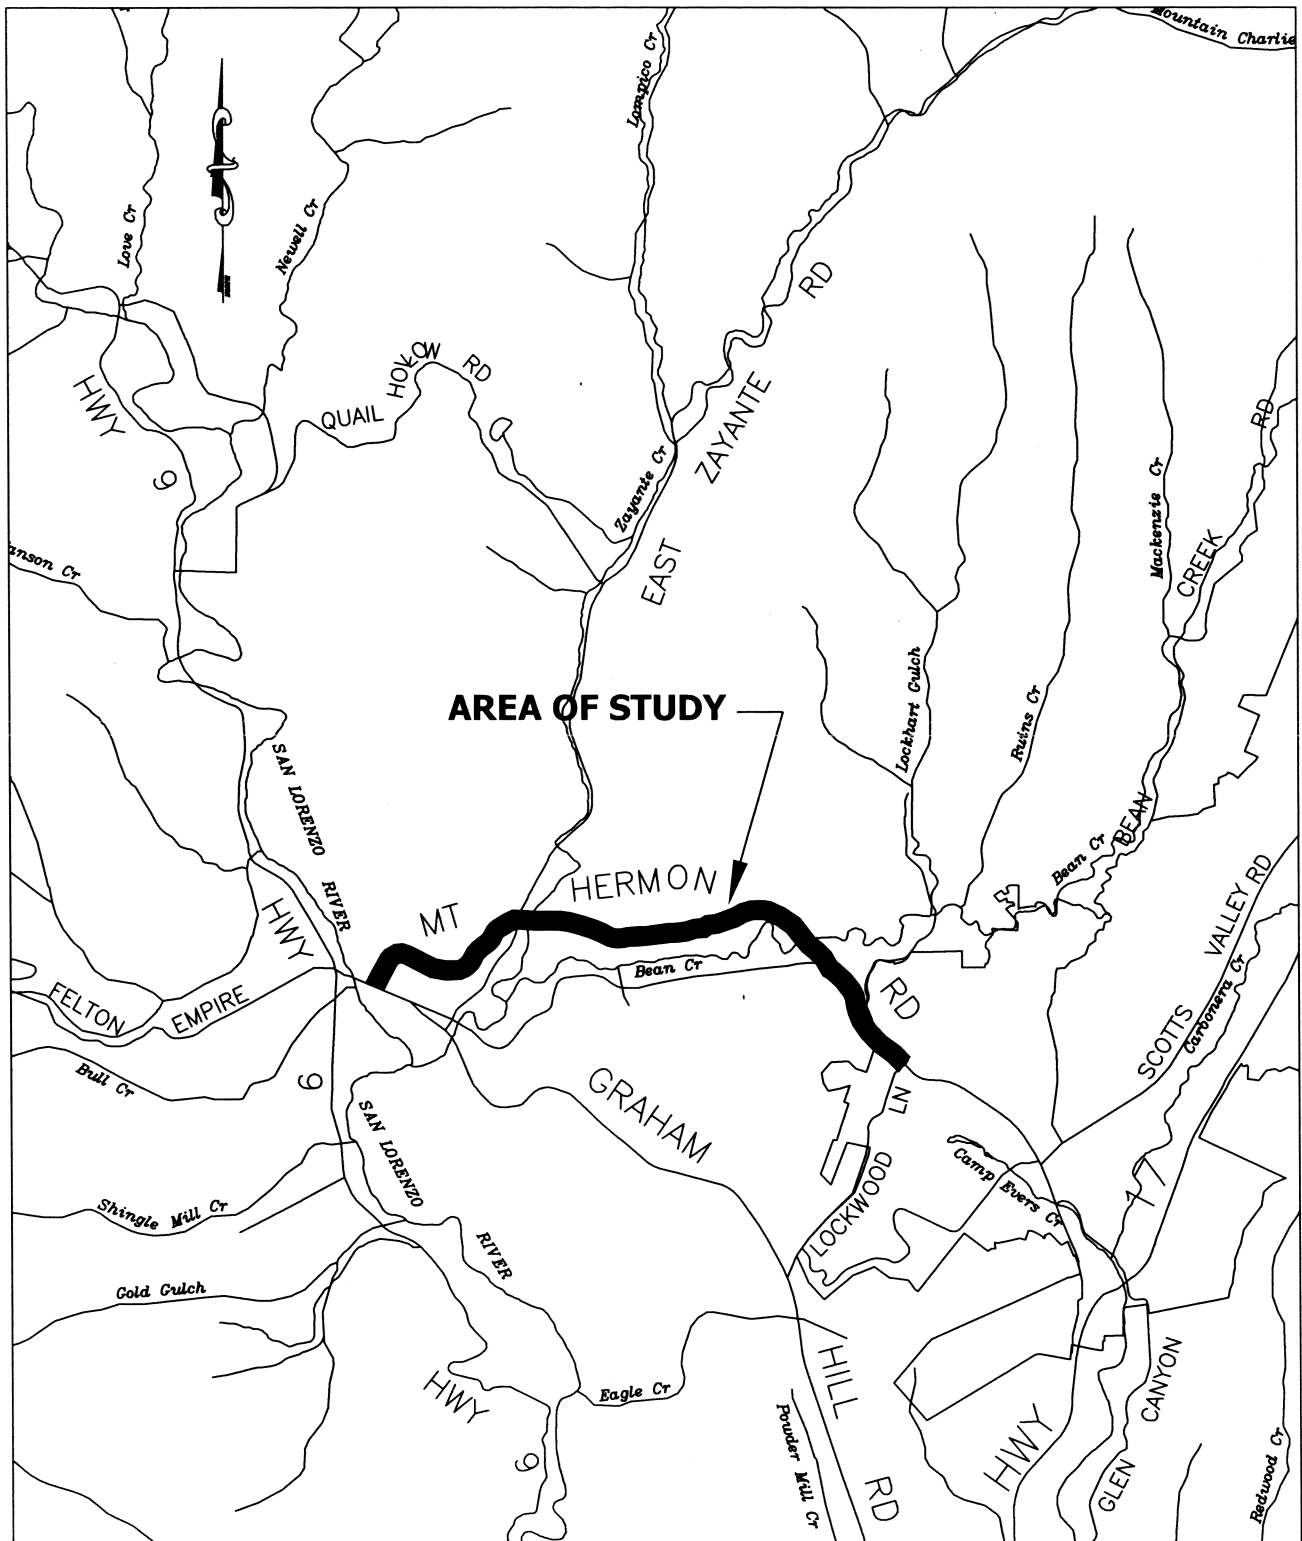 Mountain Charlie
Lompico Cr
Love Cr
Newell Cr
RD
HWY
9
QUAIL HOLLOW RD
ZAYANTE
Zayante Cr
EAST
RD
Mackenzie Cr
CREEK
anson Cr
Lockhart Gulch
Ruins Cr
AREA OF STUDY
SAN LORENZO
RIVER
BEAN
Bean Cr
VALLEY RD
HERMON
MT
HWY
Bean Cr
RD
SCOTTS
Carbonera Cr
FELTON
EMPIRE
Bull Cr
9
GRAHAM
LN
SAN LORENZO
LOCKWOOD
Camp Evers Cr
17
Shingle Mill Cr
RIVER
Gold Gulch
HILL
CANYON
HWY
Eagle Cr
Powder Mill Cr
HWY
9
RD
GLEN
Redwood Cr